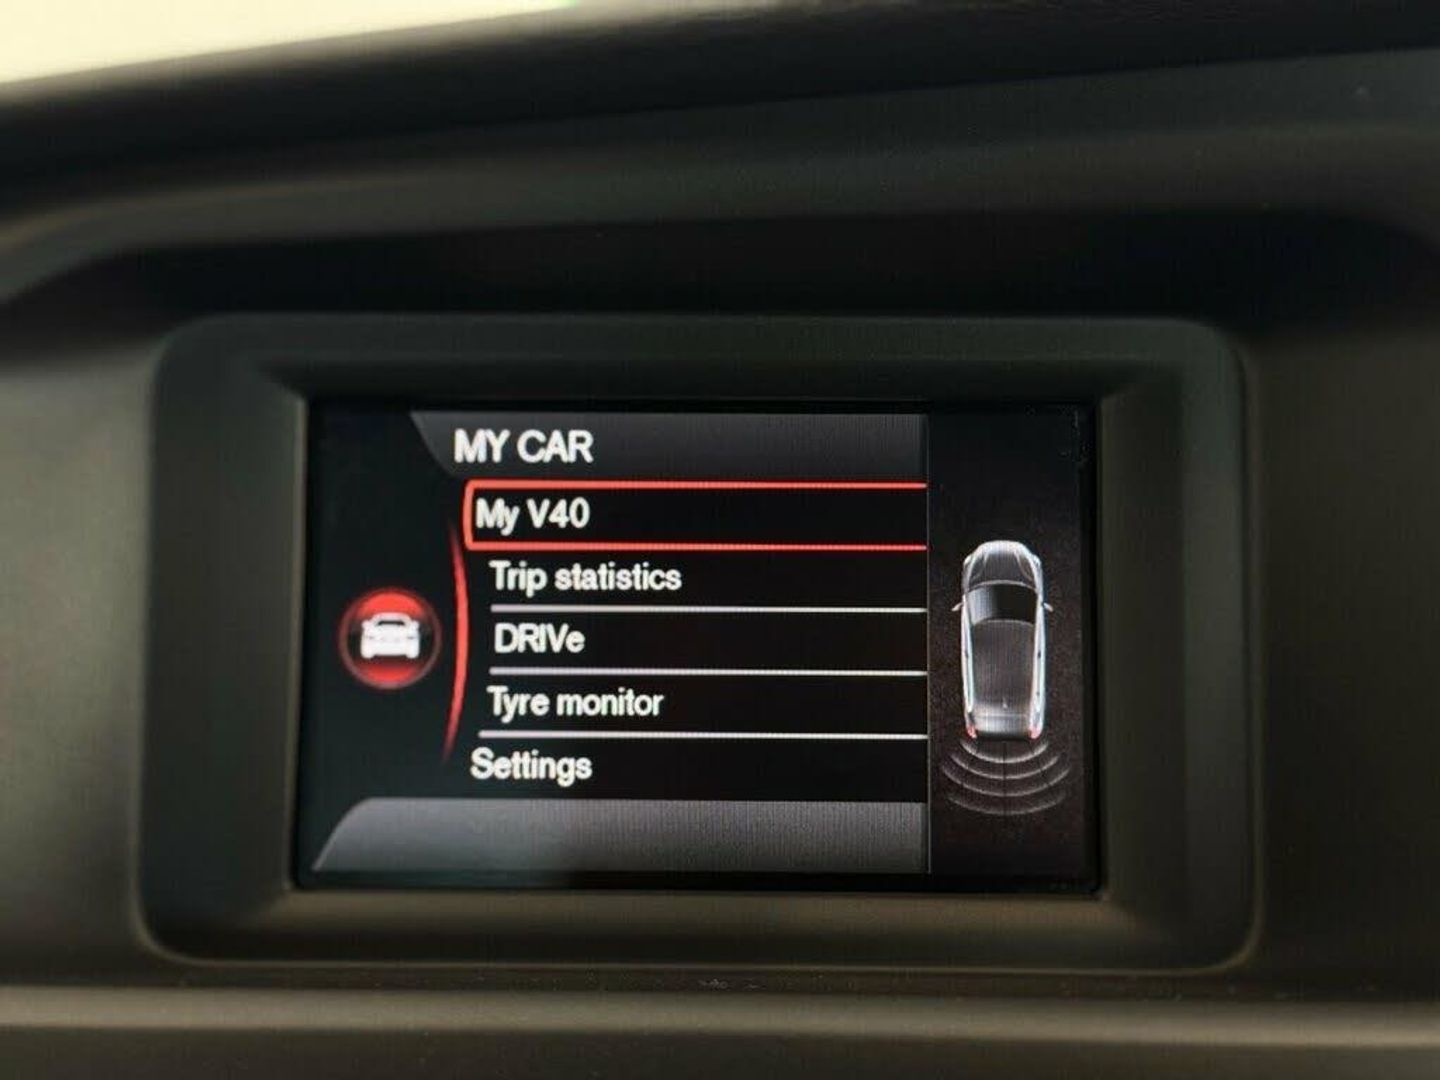 MY CAR
My V40
Trip statistics
DRIVe
Tyre monitor
Settings